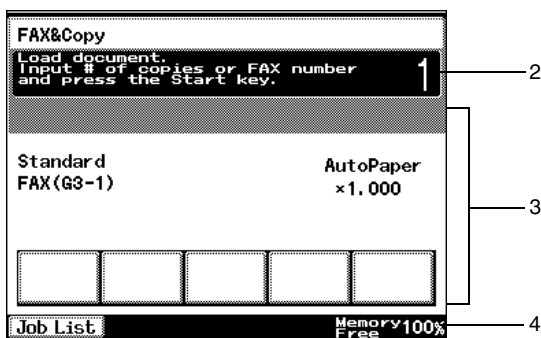 FAX&Copy
Load document.
Input # of copies or FAX number
and press the Start key.
1
2
Standard
FAX(G3-1)
AutoPaper
×1.000
3
Job List
Memory
Free
100%
4